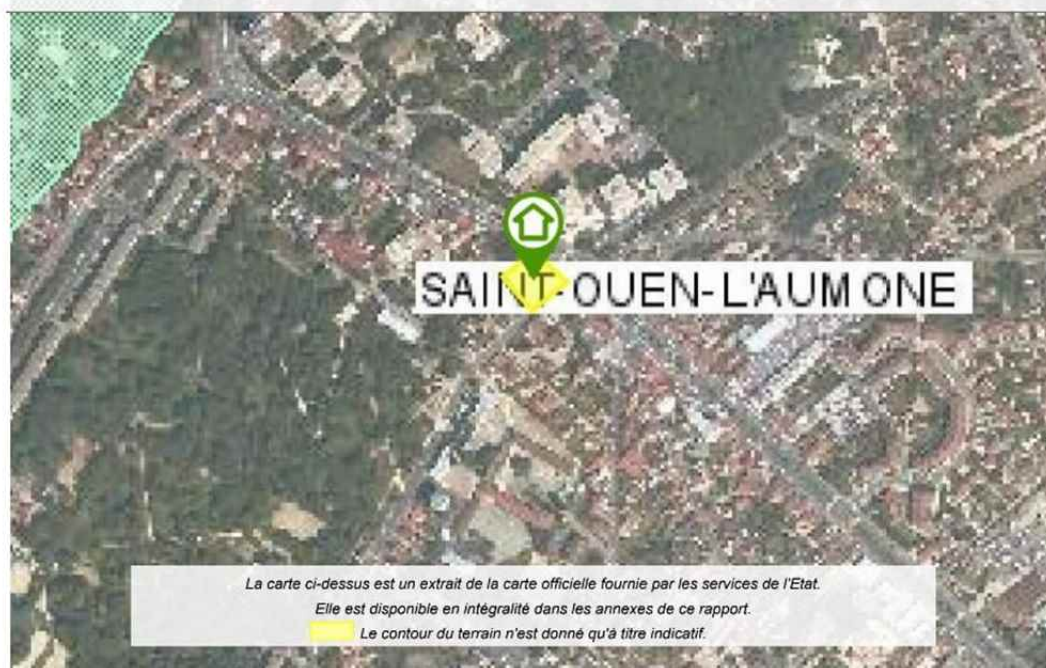 SAINT-OUEN-L'AUMONE
La carte ci-dessus est un extrait de la carte officielle fournie par les services de l'Etat.
Elle est disponible en intégralité dans les annexes de ce rapport.
Le contour du terrain n'est donné qu'à titre indicatif.